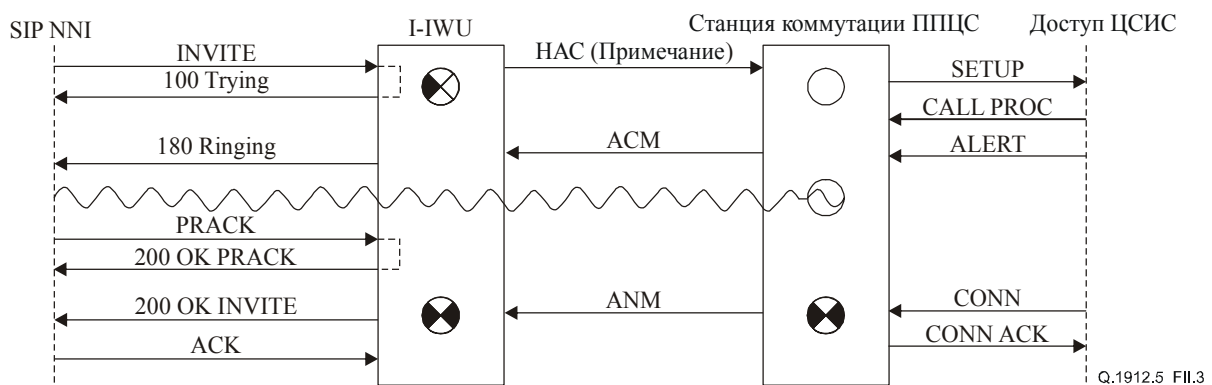 SIP NNI
I-IWU
Станция коммутации ППЦС
Доступ ЦСИС
INVITE
НАС (Примечание)
100 Trying
SETUP
CALL PROC
180 Ringing
ACM
ALERT
PRACK
200 OK PRACK
200 OK INVITE
ANM
CONN
ACK
CONN ACK
Q.1912.5 FII.3